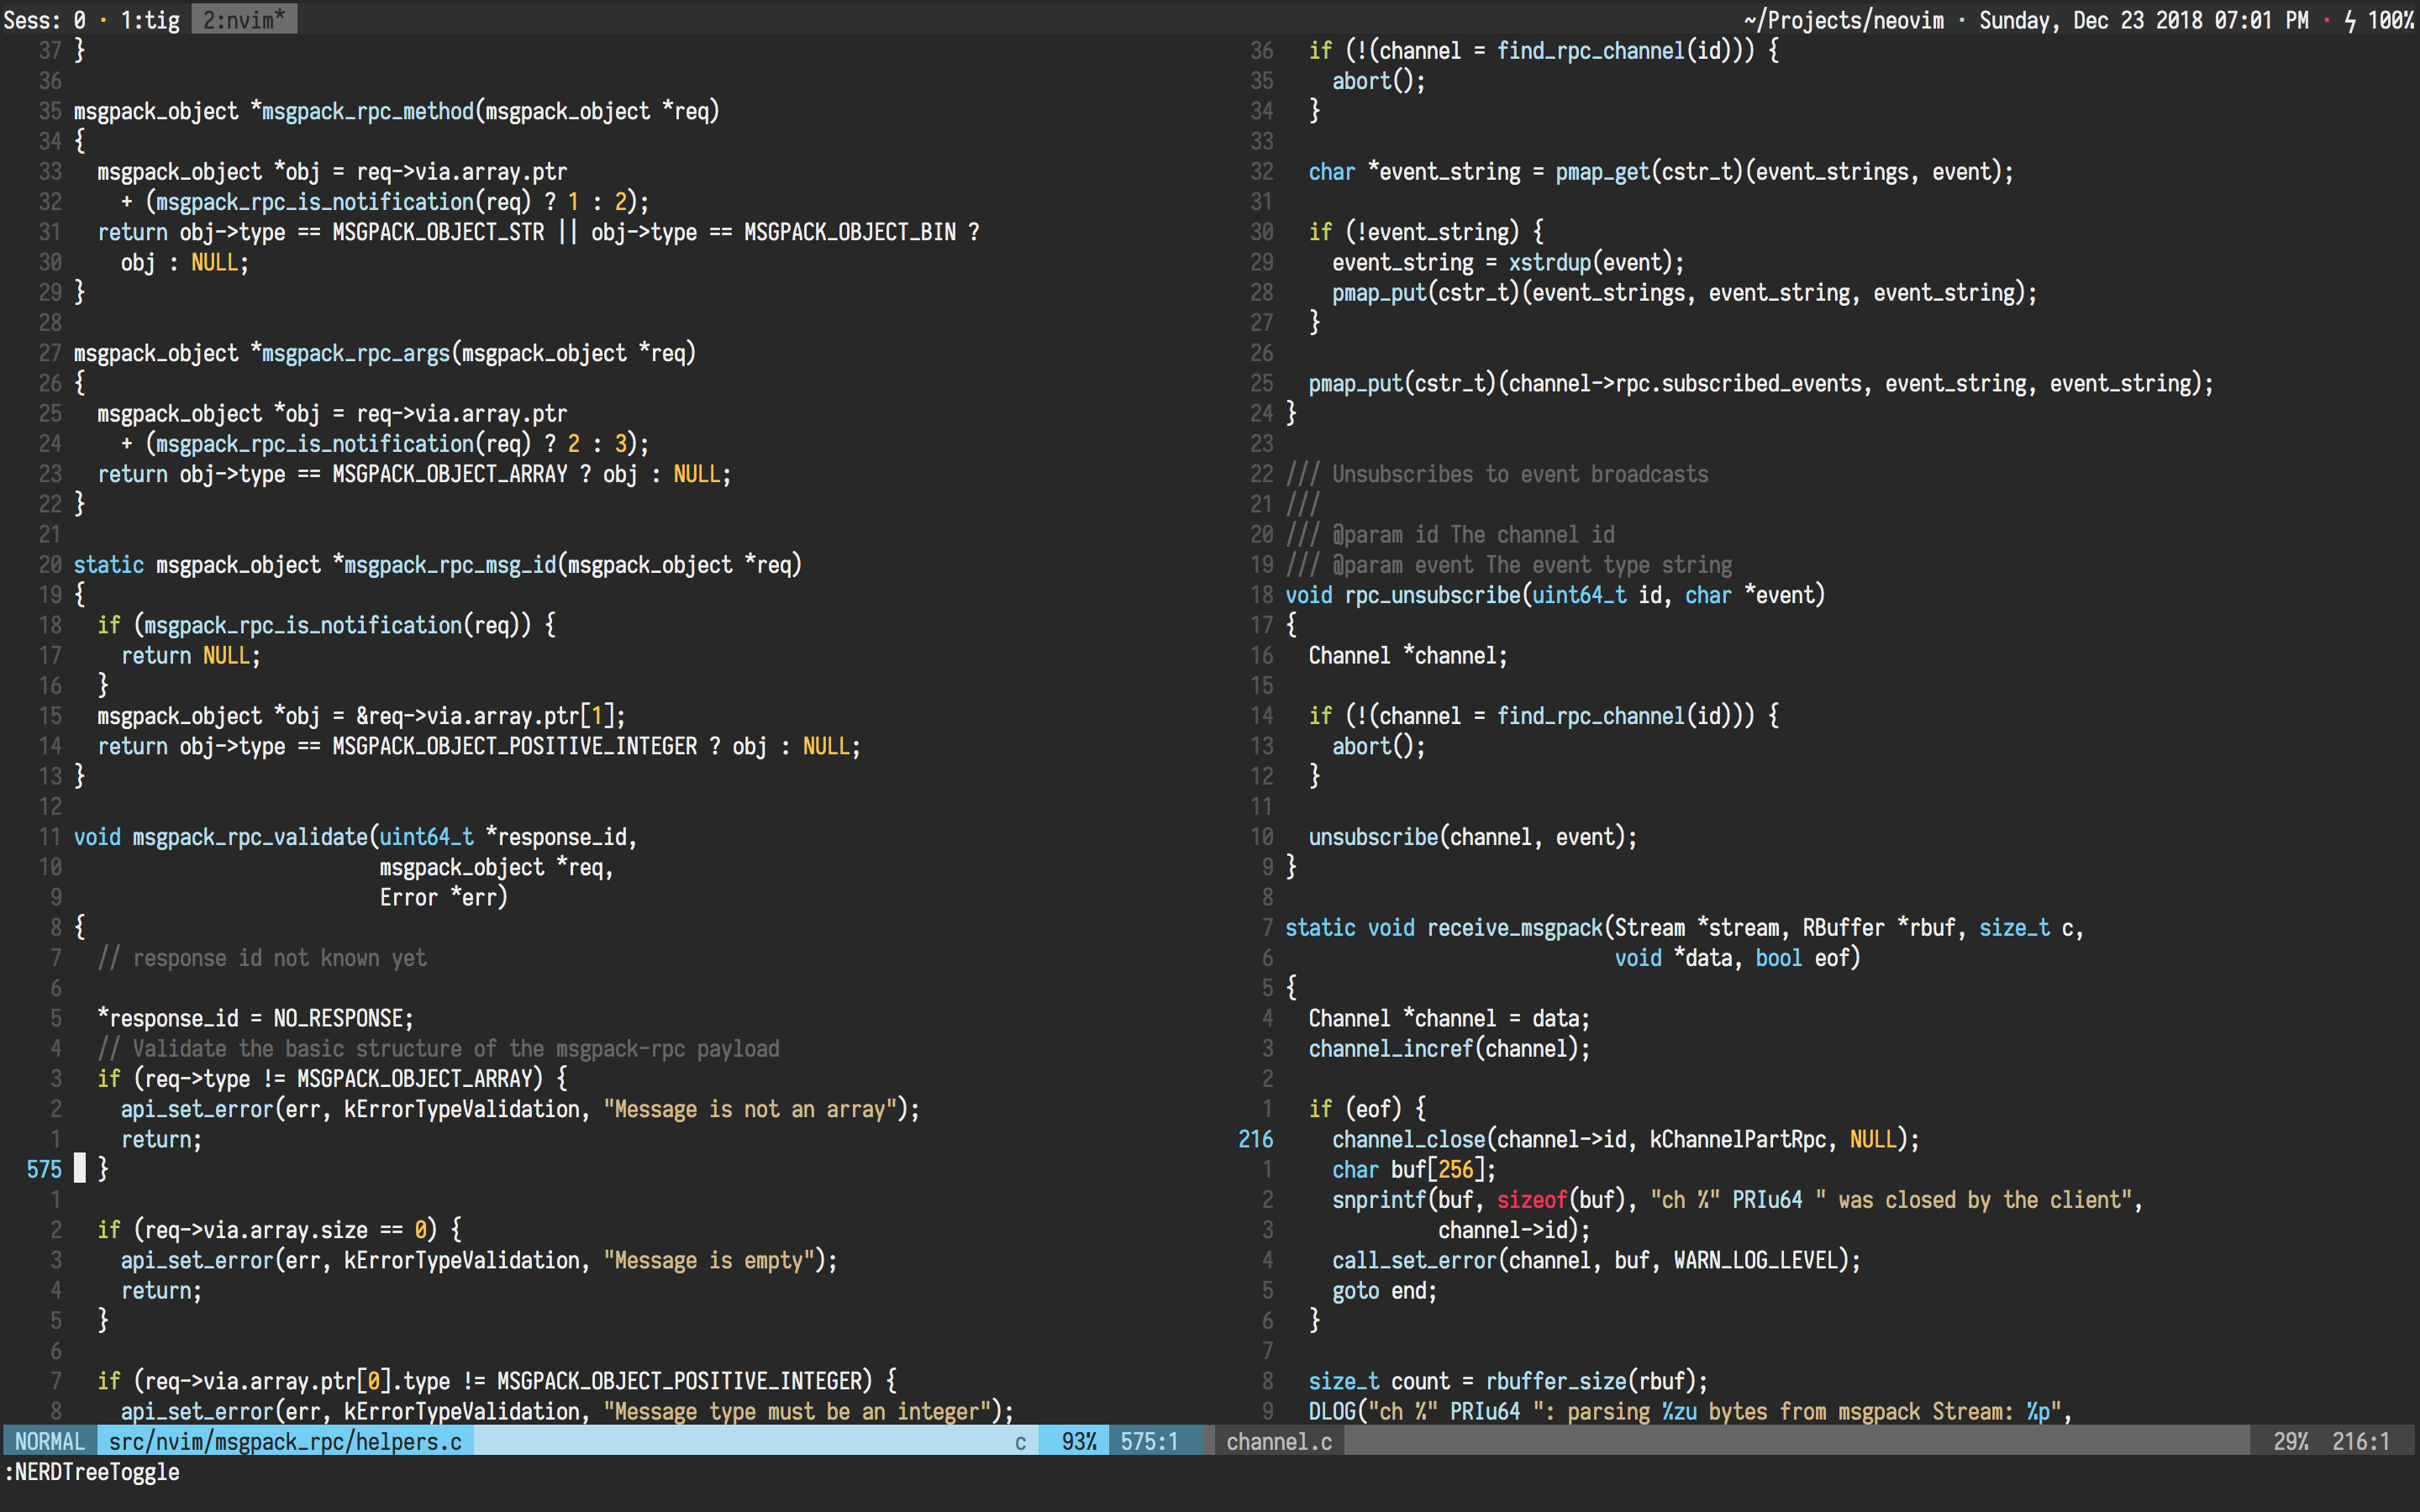 Sess: 0 · 1:tig 2:nvim* ~/Projects/neovim · Sunday, Dec 23 2018 07:01 PM · ϟ 100%
37 }
36
35 msgpack_object *msgpack_rpc_method(msgpack_object *req)
34 {
33   msgpack_object *obj = req->via.array.ptr
32     + (msgpack_rpc_is_notification(req) ? 1 : 2);
31   return obj->type == MSGPACK_OBJECT_STR || obj->type == MSGPACK_OBJECT_BIN ?
30     obj : NULL;
29 }
28
27 msgpack_object *msgpack_rpc_args(msgpack_object *req)
26 {
25   msgpack_object *obj = req->via.array.ptr
24     + (msgpack_rpc_is_notification(req) ? 2 : 3);
23   return obj->type == MSGPACK_OBJECT_ARRAY ? obj : NULL;
22 }
21
20 static msgpack_object *msgpack_rpc_msg_id(msgpack_object *req)
19 {
18   if (msgpack_rpc_is_notification(req)) {
17     return NULL;
16   }
15   msgpack_object *obj = &req->via.array.ptr[1];
14   return obj->type == MSGPACK_OBJECT_POSITIVE_INTEGER ? obj : NULL;
13 }
12
11 void msgpack_rpc_validate(uint64_t *response_id,
10                           msgpack_object *req,
9                           Error *err)
8 {
7   // response id not known yet
6
5   *response_id = NO_RESPONSE;
4   // Validate the basic structure of the msgpack-rpc payload
3   if (req->type != MSGPACK_OBJECT_ARRAY) {
2     api_set_error(err, kErrorTypeValidation, "Message is not an array");
1     return;
575   }
1
2   if (req->via.array.size == 0) {
3     api_set_error(err, kErrorTypeValidation, "Message is empty");
4     return;
5   }
6
7   if (req->via.array.ptr[0].type != MSGPACK_OBJECT_POSITIVE_INTEGER) {
8     api_set_error(err, kErrorTypeValidation, "Message type must be an integer");
36   if (!(channel = find_rpc_channel(id))) {
35     abort();
34   }
33
32   char *event_string = pmap_get(cstr_t)(event_strings, event);
31
30   if (!event_string) {
29     event_string = xstrdup(event);
28     pmap_put(cstr_t)(event_strings, event_string, event_string);
27   }
26
25   pmap_put(cstr_t)(channel->rpc.subscribed_events, event_string, event_string);
24 }
23
22 /// Unsubscribes to event broadcasts
21 ///
20 /// @param id The channel id
19 /// @param event The event type string
18 void rpc_unsubscribe(uint64_t id, char *event)
17 {
16   Channel *channel;
15
14   if (!(channel = find_rpc_channel(id))) {
13     abort();
12   }
11
10   unsubscribe(channel, event);
9 }
8
7 static void receive_msgpack(Stream *stream, RBuffer *rbuf, size_t c,
6                             void *data, bool eof)
5 {
4   Channel *channel = data;
3   channel_incref(channel);
2
1   if (eof) {
216     channel_close(channel->id, kChannelPartRpc, NULL);
1     char buf[256];
2     snprintf(buf, sizeof(buf), "ch %" PRIu64 " was closed by the client",
3              channel->id);
4     call_set_error(channel, buf, WARN_LOG_LEVEL);
5     goto end;
6   }
7
8   size_t count = rbuffer_size(rbuf);
9   DLOG("ch %" PRIu64 ": parsing %zu bytes from msgpack Stream: %p",
NORMAL src/nvim/msgpack_rpc/helpers.c c 93% 575:1 channel.c 29% 216:1
:NERDTreeToggle